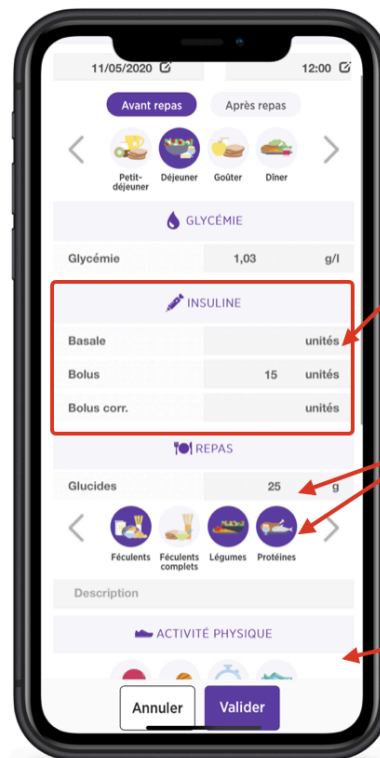 11/05/2020 12:00
Avant repas Après repas
Petit-déjeuner Déjeuner Goûter Dîner
GLYCÉMIE
Glycémie 1,03 g/l
INSULINE
Basale unités
Bolus 15 unités
Bolus corr. unités
REPAS
Glucides 25 g
Féculents Féculents complets Légumes Protéines
Description
ACTIVITÉ PHYSIQUE
Annuler Valider